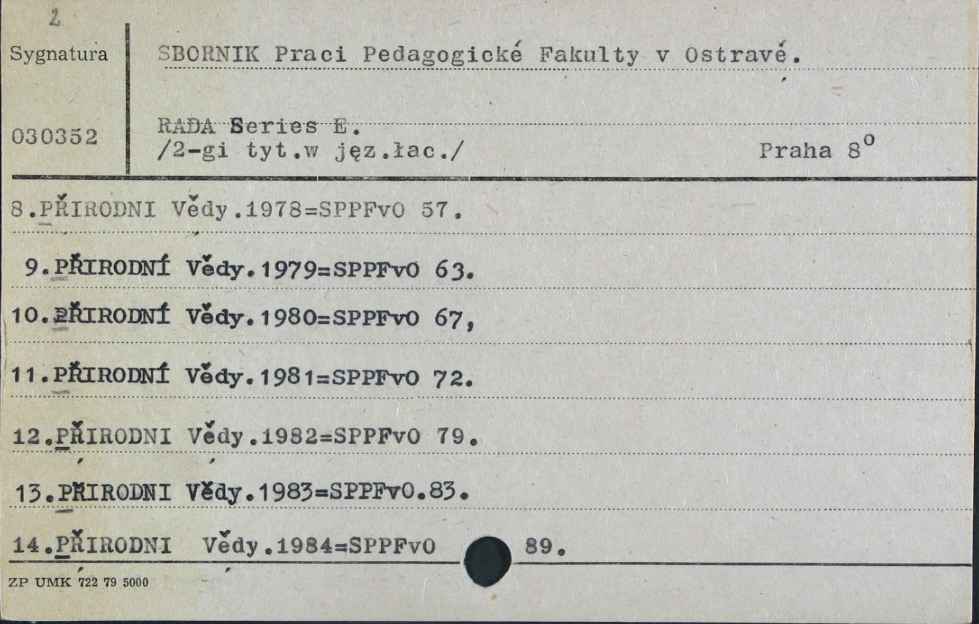 2
Sygnatura
SBORNIK Praci Pedagogické Fakulty v Ostravé.
030352
RADA Series E.
/2-gi tyt.w jęz.łac./
Praha 8°
8.PŘIRODNI Vědy.1978=SPPFvO 57.
9.PŘIRODNÍ Vědy.1979=SPPFvO 63.
10.PŘIRODNÍ Vědy.1980=SPPFvO 67,
11.PŘIRODNÍ Vědy.1981=SPPFvO 72.
12.PŘIRODNI Vědy.1982=SPPFvO 79.
13.PŘIRODNI Vědy.1983=SPPFvO.83.
14.PŘIRODNI Vědy.1984=SPPFvO 89.
ZP UMK 722 79 5000